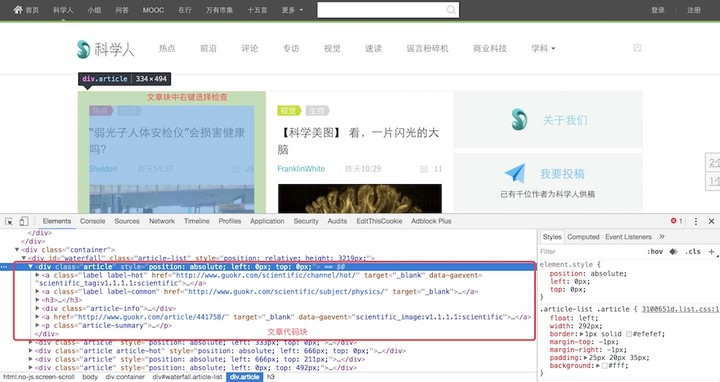 首页 科学人 小组 问答 MOOC 在行 万有市集 十五言 更多 登录 注册
科学人 热点 前沿 评论 专访 视觉 速读 谣言粉碎机 商业科技 学科
div.article 334×494
文章块中右键选择检查
热点
视觉 生物
"弱光子人体安检仪"会损害健康吗?
【科学美图】 看，一片闪光的大脑
Sheldon 昨天14:37 28
FranklinWhite 昨天10:29 11
关于我们
我要投稿
已有千位作者为科学人供稿
2个
1个
Elements Console Sources Network Timeline Profiles Application Security Audits EditThisCookie Adblock Plus 1
</div>
</div>
<div class="container">
<div id="waterfall" class="article-list" style="position: relative; height: 3219px;">
<div class="article" style="position: absolute; left: 0px; top: 0px;"> == $0
<a class="label label-hot" href="http://www.guokr.com/scientific/channel/hot/" target="_blank" data-gaevent=
"scientific_tag:v1.1.1.1:scientific">…</a>
<a class="label label-common" href="http://www.guokr.com/scientific/subject/physics/" target="_blank">…</a>
<h3>…</h3>
<div class="article-info">…</div>
<a href="http://www.guokr.com/article/441758/" target="_blank" data-gaevent="scientific_image:v1.1.1.1:scientific">…</a>
<p class="article-summary">…</p>
</div>
文章代码块
<div class="article" style="position: absolute; left: 333px; top: 0px;">…</div>
<div class="article" style="position: absolute; left: 666px; top: 0px;">…</div>
<div class="article" style="position: absolute; left: 666px; top: 211px;">…</div>
<div class="article" style="position: absolute; left: 0px; top: 492px;">…</div>
html.no-js.screen-scroll body div.container div#waterfall.article-list div.article h3
Styles Computed Event Listeners »
Filter :hov .cls +
element.style {
position: absolute;
left: 0px;
top: 0px;
}
.article-list .article { 3100651d.list.css:1
float: left;
width: 292px;
border: 1px solid #efefef;
margin-top: -1px;
margin-right: -1px;
padding: 25px 20px 35px;
background: #fff;